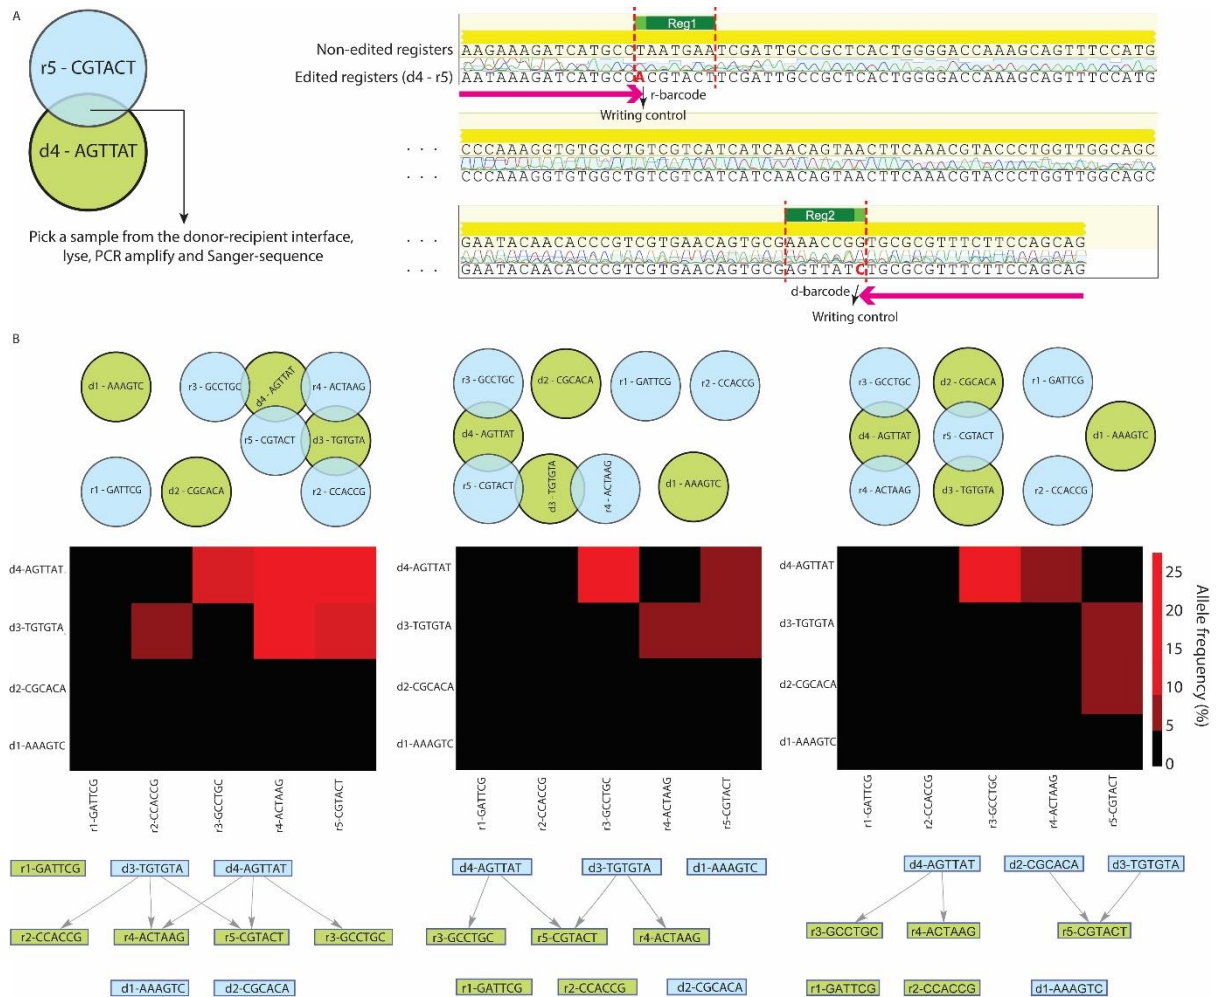 A
r5 - CGTACT
d4 - AGTTAT
Pick a sample from the donor-recipient interface,
lyse, PCR amplify and Sanger-sequence
Reg1
Non-edited registers
AAGAAAGATCATGCCTAATGAATCGATTGCCGCTCACTGGGGACCAAAGCAGTTTCCATG
Edited registers (d4 - r5)
AATAAAGATCATGCCACGTACTTCGATTGCCGCTCACTGGGGACCAAAGCAGTTTCCATG
r-barcode
Writing control
. . .
CCCAAAGGTGTGGCTGTCGTCATCATCAACAGTAACTTCAAACGTACCCTGGTTGGCAGC
. . .
CCCAAAGGTGTGGCTGTCGTCATCATCAACAGTAACTTCAAACGTACCCTGGTTGGCAGC
Reg2
. . .
GAATACAACACCCGTCGTGAACAGTGCGAAACCGGTGCGCGTTTCTTCCAGCAG
. . .
GAATACAACACCCGTCGTGAACAGTGCGAGTTATCTGCGCGTTTCTTCCAGCAG
d-barcode
Writing control
B
d1 - AAAGTC
r3 - GCCTGC
d4 - AGTTAT
r4 - ACTAAG
r5 - CGTACT
d3 - TGTGTA
r1 - GATTCG
d2 - CGCACA
r2 - CCACCG
r3 - GCCTGC
d2 - CGCACA
r1 - GATTCG
r2 - CCACCG
d4 - AGTTAT
r5 - CGTACT
d3 - TGTGTA
r4 - ACTAAG
d1 - AAAGTC
r3 - GCCTGC
d2 - CGCACA
r1 - GATTCG
d4 - AGTTAT
r5 - CGTACT
d1 - AAAGTC
r4 - ACTAAG
d3 - TGTGTA
r2 - CCACCG
d4-AGTTAT
d3-TGTGTA
d2-CGCACA
d1-AAAGTC
r1-GATTCG
r2-CCACCG
r3-GCCTGC
r4-ACTAAG
r5-CGTACT
d4-AGTTAT
d3-TGTGTA
d2-CGCACA
d1-AAAGTC
r1-GATTCG
r2-CCACCG
r3-GCCTGC
r4-ACTAAG
r5-CGTACT
d4-AGTTAT
d3-TGTGTA
d2-CGCACA
d1-AAAGTC
r1-GATTCG
r2-CCACCG
r3-GCCTGC
r4-ACTAAG
r5-CGTACT
25
20
15
10
5
0
Allele frequency (%)
r1-GATTCG
d3-TGTGTA
d4-AGTTAT
r2-CCACCG
r4-ACTAAG
r5-CGTACT
r3-GCCTGC
d1-AAAGTC
d2-CGCACA
d4-AGTTAT
d3-TGTGTA
d1-AAAGTC
r3-GCCTGC
r5-CGTACT
r4-ACTAAG
r1-GATTCG
r2-CCACCG
d2-CGCACA
d4-AGTTAT
d2-CGCACA
d3-TGTGTA
r3-GCCTGC
r4-ACTAAG
r5-CGTACT
r1-GATTCG
r2-CCACCG
d1-AAAGTC